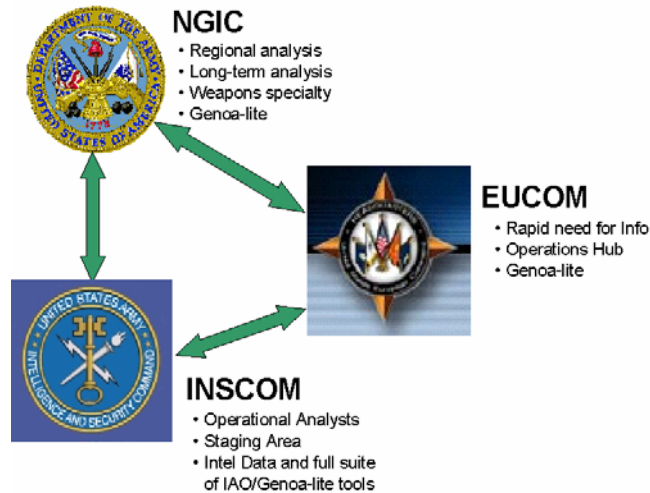 NGIC
• Regional analysis
• Long-term analysis
• Weapons specialty
• Genoa-lite
DEPARTMENT OF THE ARMY
UNITED STATES OF AMERICA
EUCOM
• Rapid need for Info
• Operations Hub
• Genoa-lite
HEADQUARTERS
UNITED STATES ARMY
INTELLIGENCE AND SECURITY COMMAND
INSCOM
• Operational Analysts
• Staging Area
• Intel Data and full suite
of IAO/Genoa-lite tools